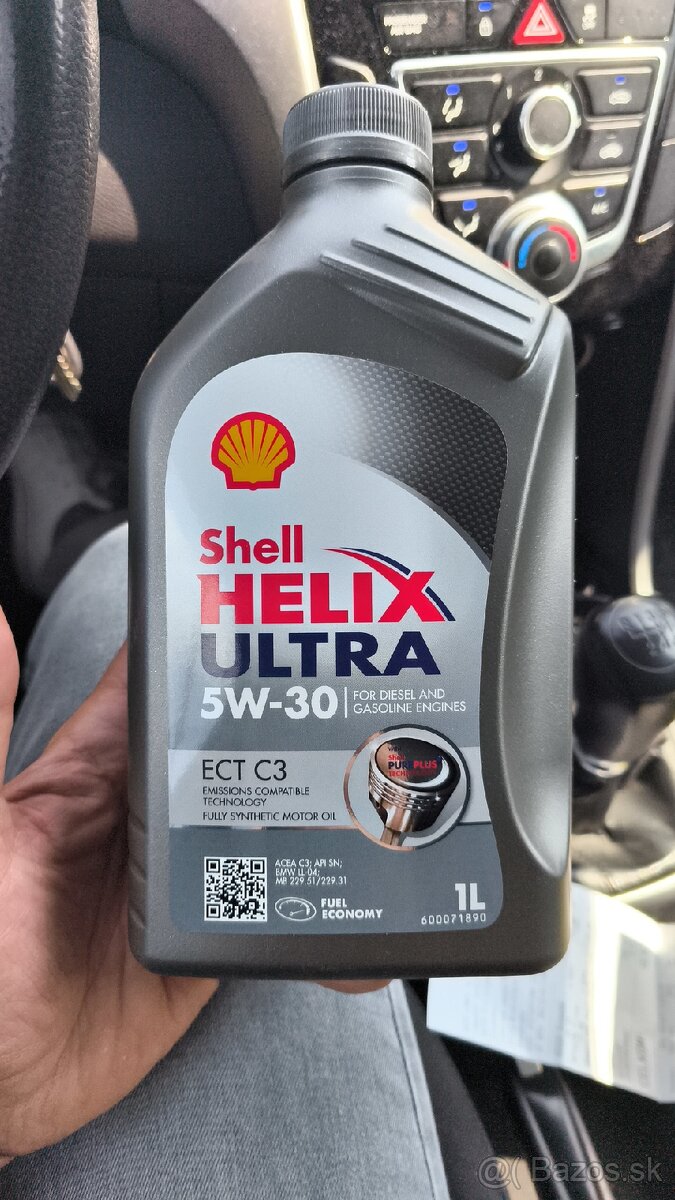 Shell
HELIX
ULTRA
5W-30
FOR DIESEL AND
GASOLINE ENGINES
ECT C3
EMISSIONS COMPATIBLE
TECHNOLOGY
FULLY SYNTHETIC MOTOR OIL
Shell
PUREPLUS
ACEA C3; API SN;
BMW LL-04;
MB 229.51/229.31
FUEL
ECONOMY
1L
600071890
A/C
@( Bazos.sk